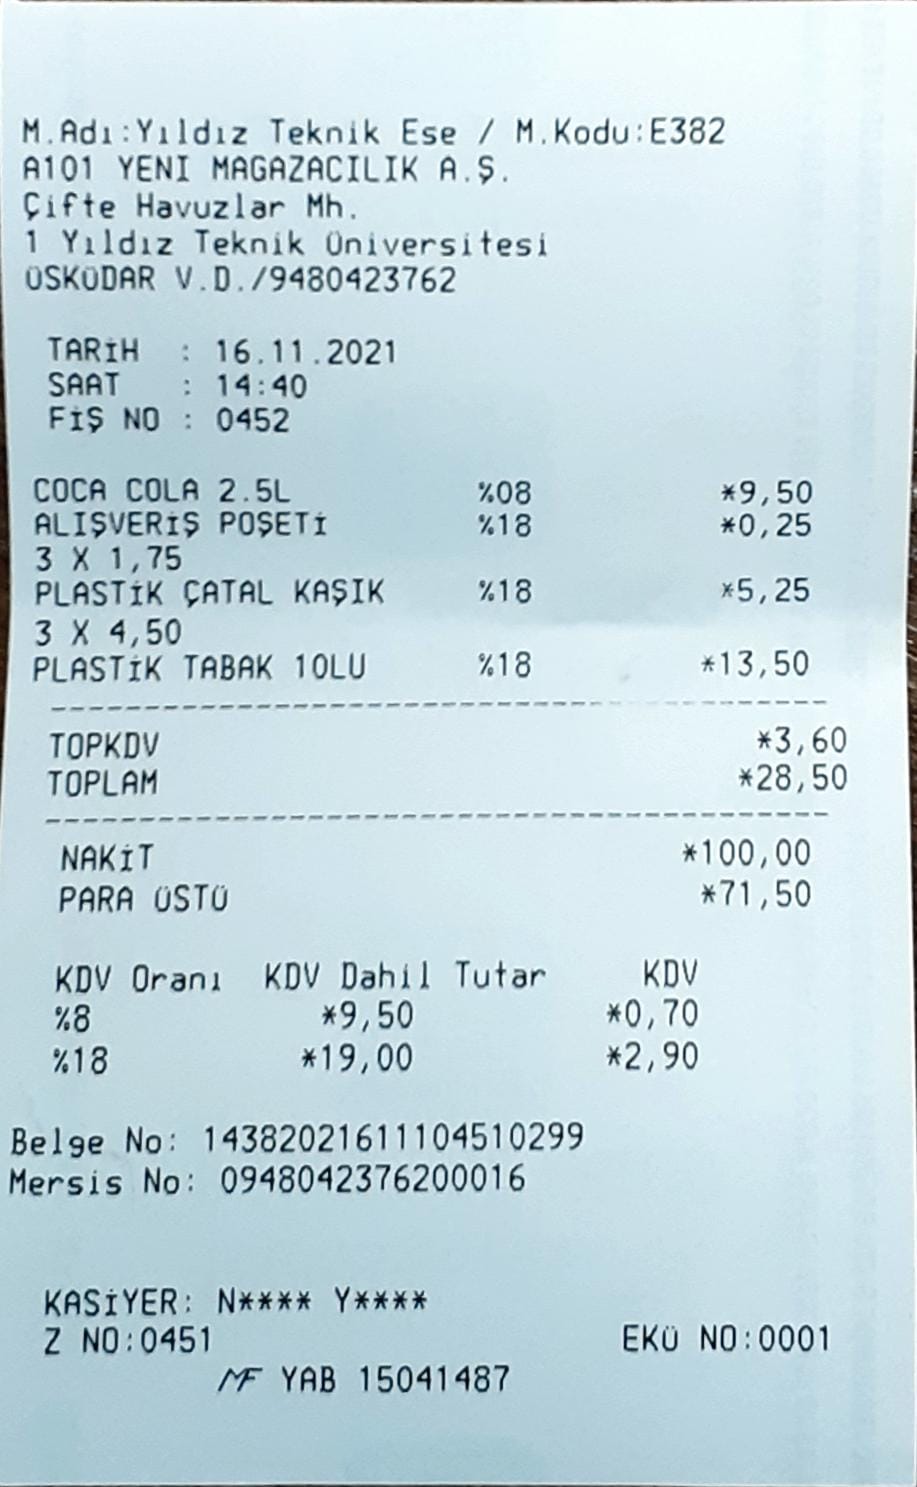 M.Adı:Yıldız Teknik Ese / M.Kodu:E382
A101 YENI MAGAZACILIK A.Ş.
Çifte Havuzlar Mh.
1 Yıldız Teknik Üniversitesi
ÜSKÜDAR V.D./9480423762
TARİH : 16.11.2021
SAAT : 14:40
FİŞ NO : 0452
COCA COLA 2.5L %08 *9,50
ALIŞVERİŞ POŞETİ %18 *0,25
3 X 1,75
PLASTİK ÇATAL KAŞIK %18 *5,25
3 X 4,50
PLASTİK TABAK 10LU %18 *13,50
TOPKDV *3,60
TOPLAM *28,50
NAKİT *100,00
PARA ÜSTÜ *71,50
KDV Oranı KDV Dahil Tutar KDV
%8 *9,50 *0,70
%18 *19,00 *2,90
Belge No: 14382021611104510299
Mersis No: 0948042376200016
KASİYER: N**** Y****
Z NO:0451 EKÜ NO:0001
MF YAB 15041487